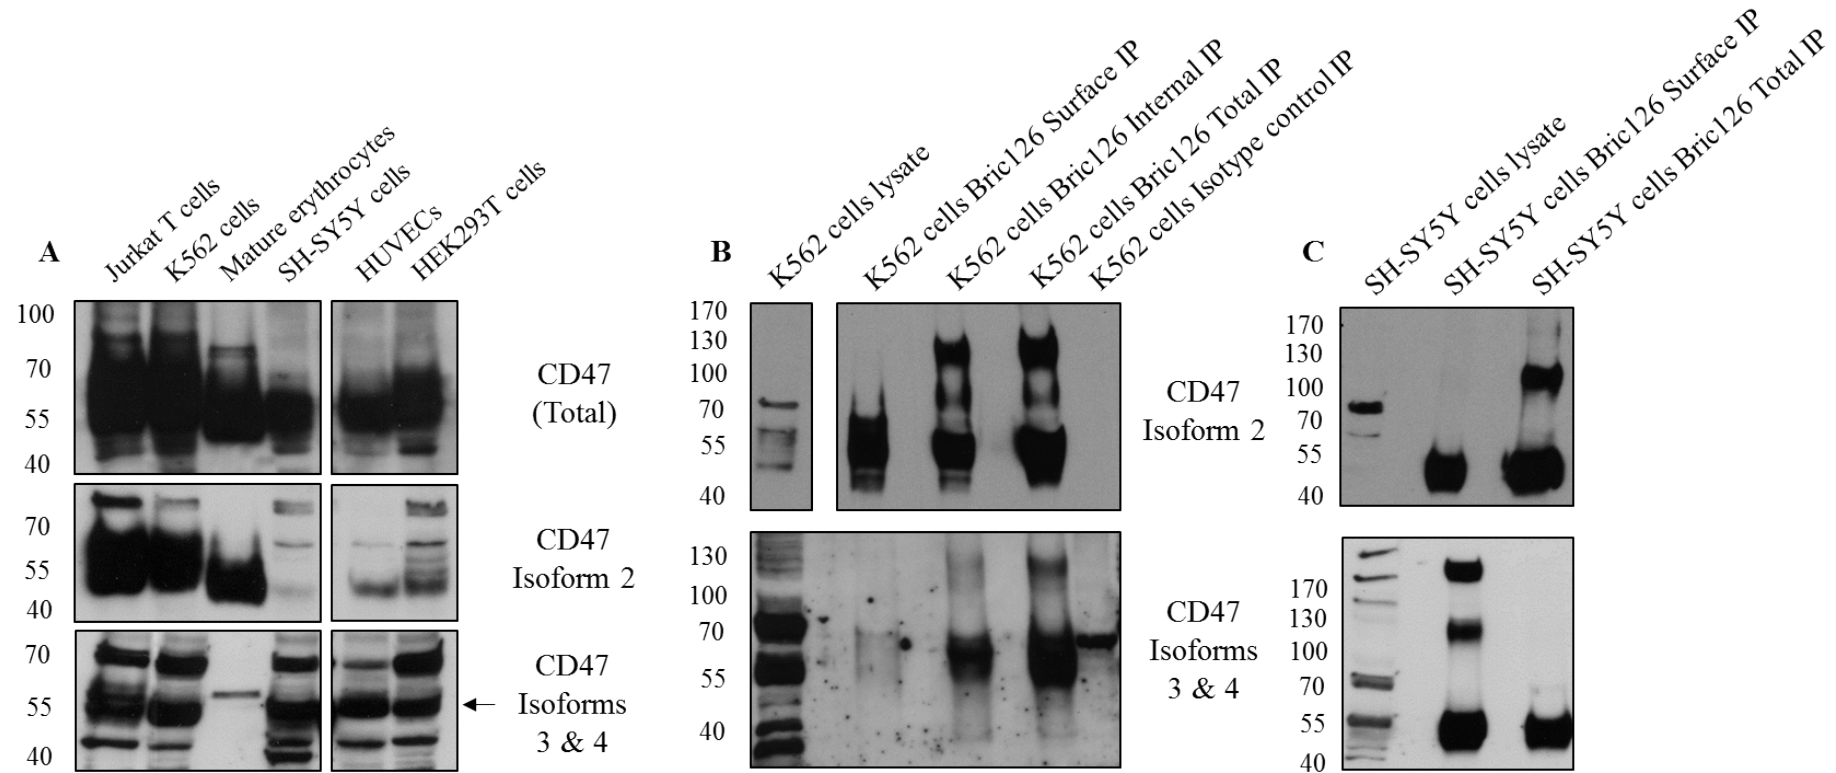 A
Jurkat T cells
K562 cells
Mature erythrocytes
SH-SY5Y cells
HUVECs
HEK293T cells
100
70
55
40
CD47
(Total)
70
55
40
CD47
Isoform 2
70
55
40
CD47
Isoforms
3 & 4
B
K562 cells lysate
K562 cells Bric126 Surface IP
K562 cells Bric126 Internal IP
K562 cells Bric126 Total IP
K562 cells Isotype control IP
170
130
100
70
55
40
CD47
Isoform 2
130
100
70
55
40
CD47
Isoforms
3 & 4
C
SH-SY5Y cells lysate
SH-SY5Y cells Bric126 Surface IP
SH-SY5Y cells Bric126 Total IP
170
130
100
70
55
40
170
130
100
70
55
40